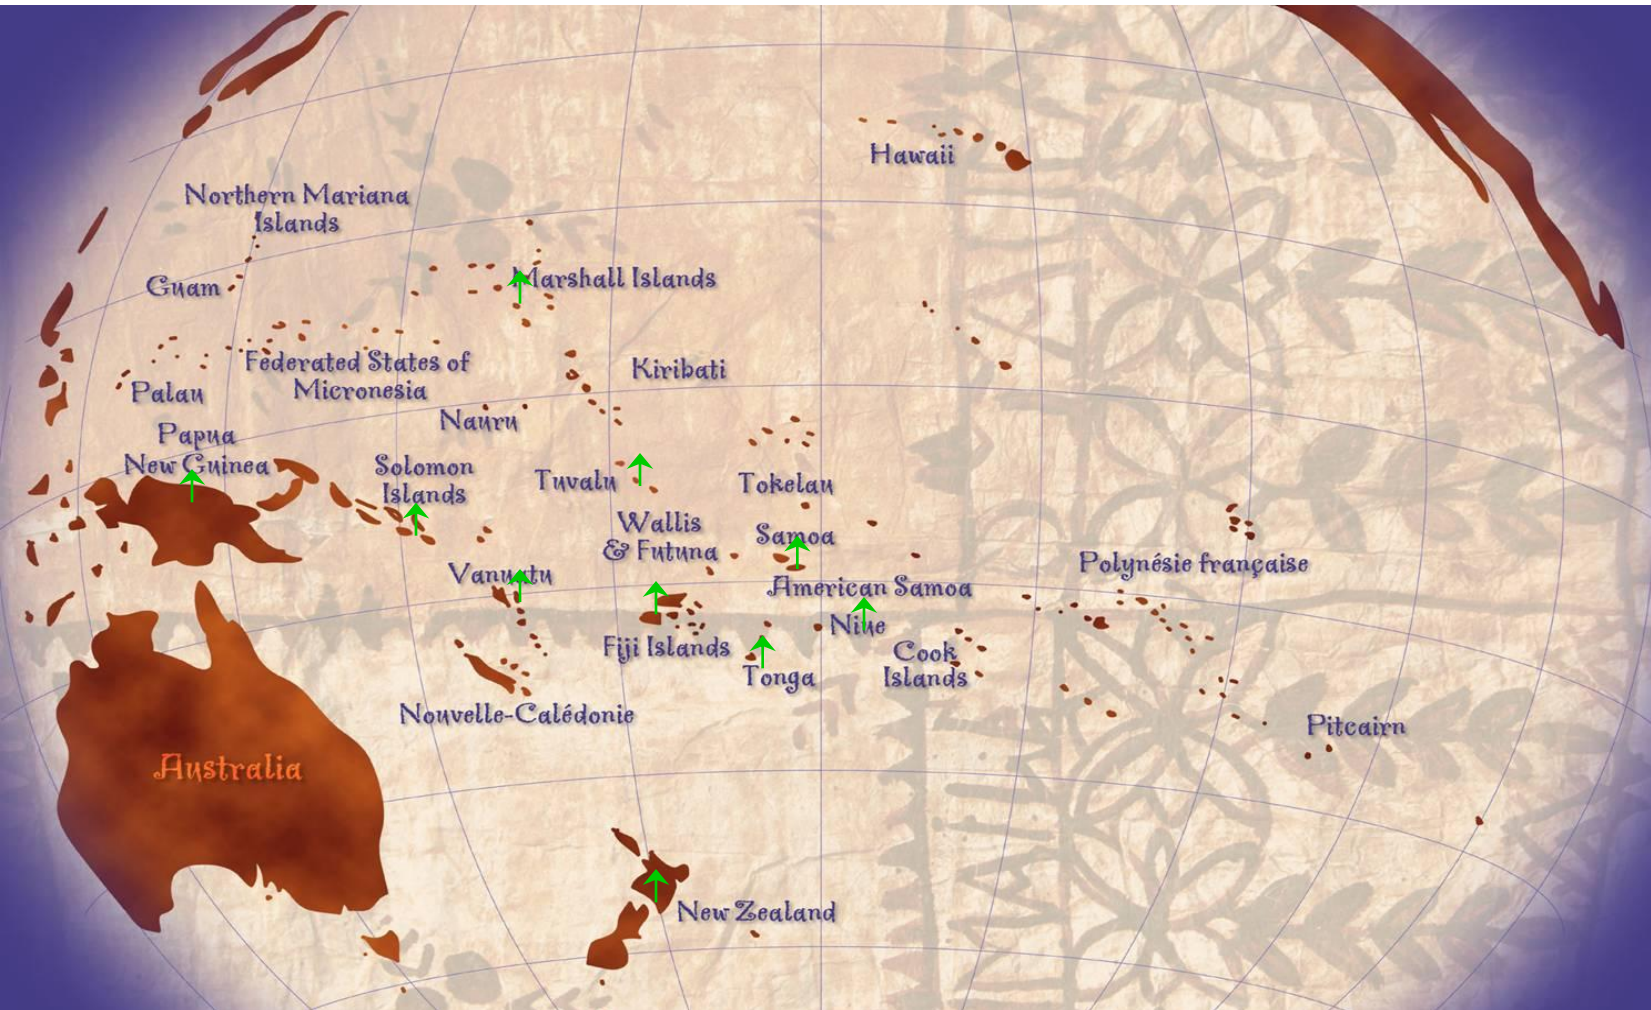 Hawaii
Northern Mariana
Islands
Guam
Marshall Islands
Federated States of
Micronesia
Kiribati
Palau
Nauru
Papua
New Guinea
Solomon
Islands
Tuvalu
Tokelau
Wallis
& Futuna
Samoa
Vanuatu
Polynésie française
American Samoa
Niue
Fiji Islands
Cook
Islands
Tonga
Nouvelle-Calédonie
Pitcairn
Australia
New Zealand